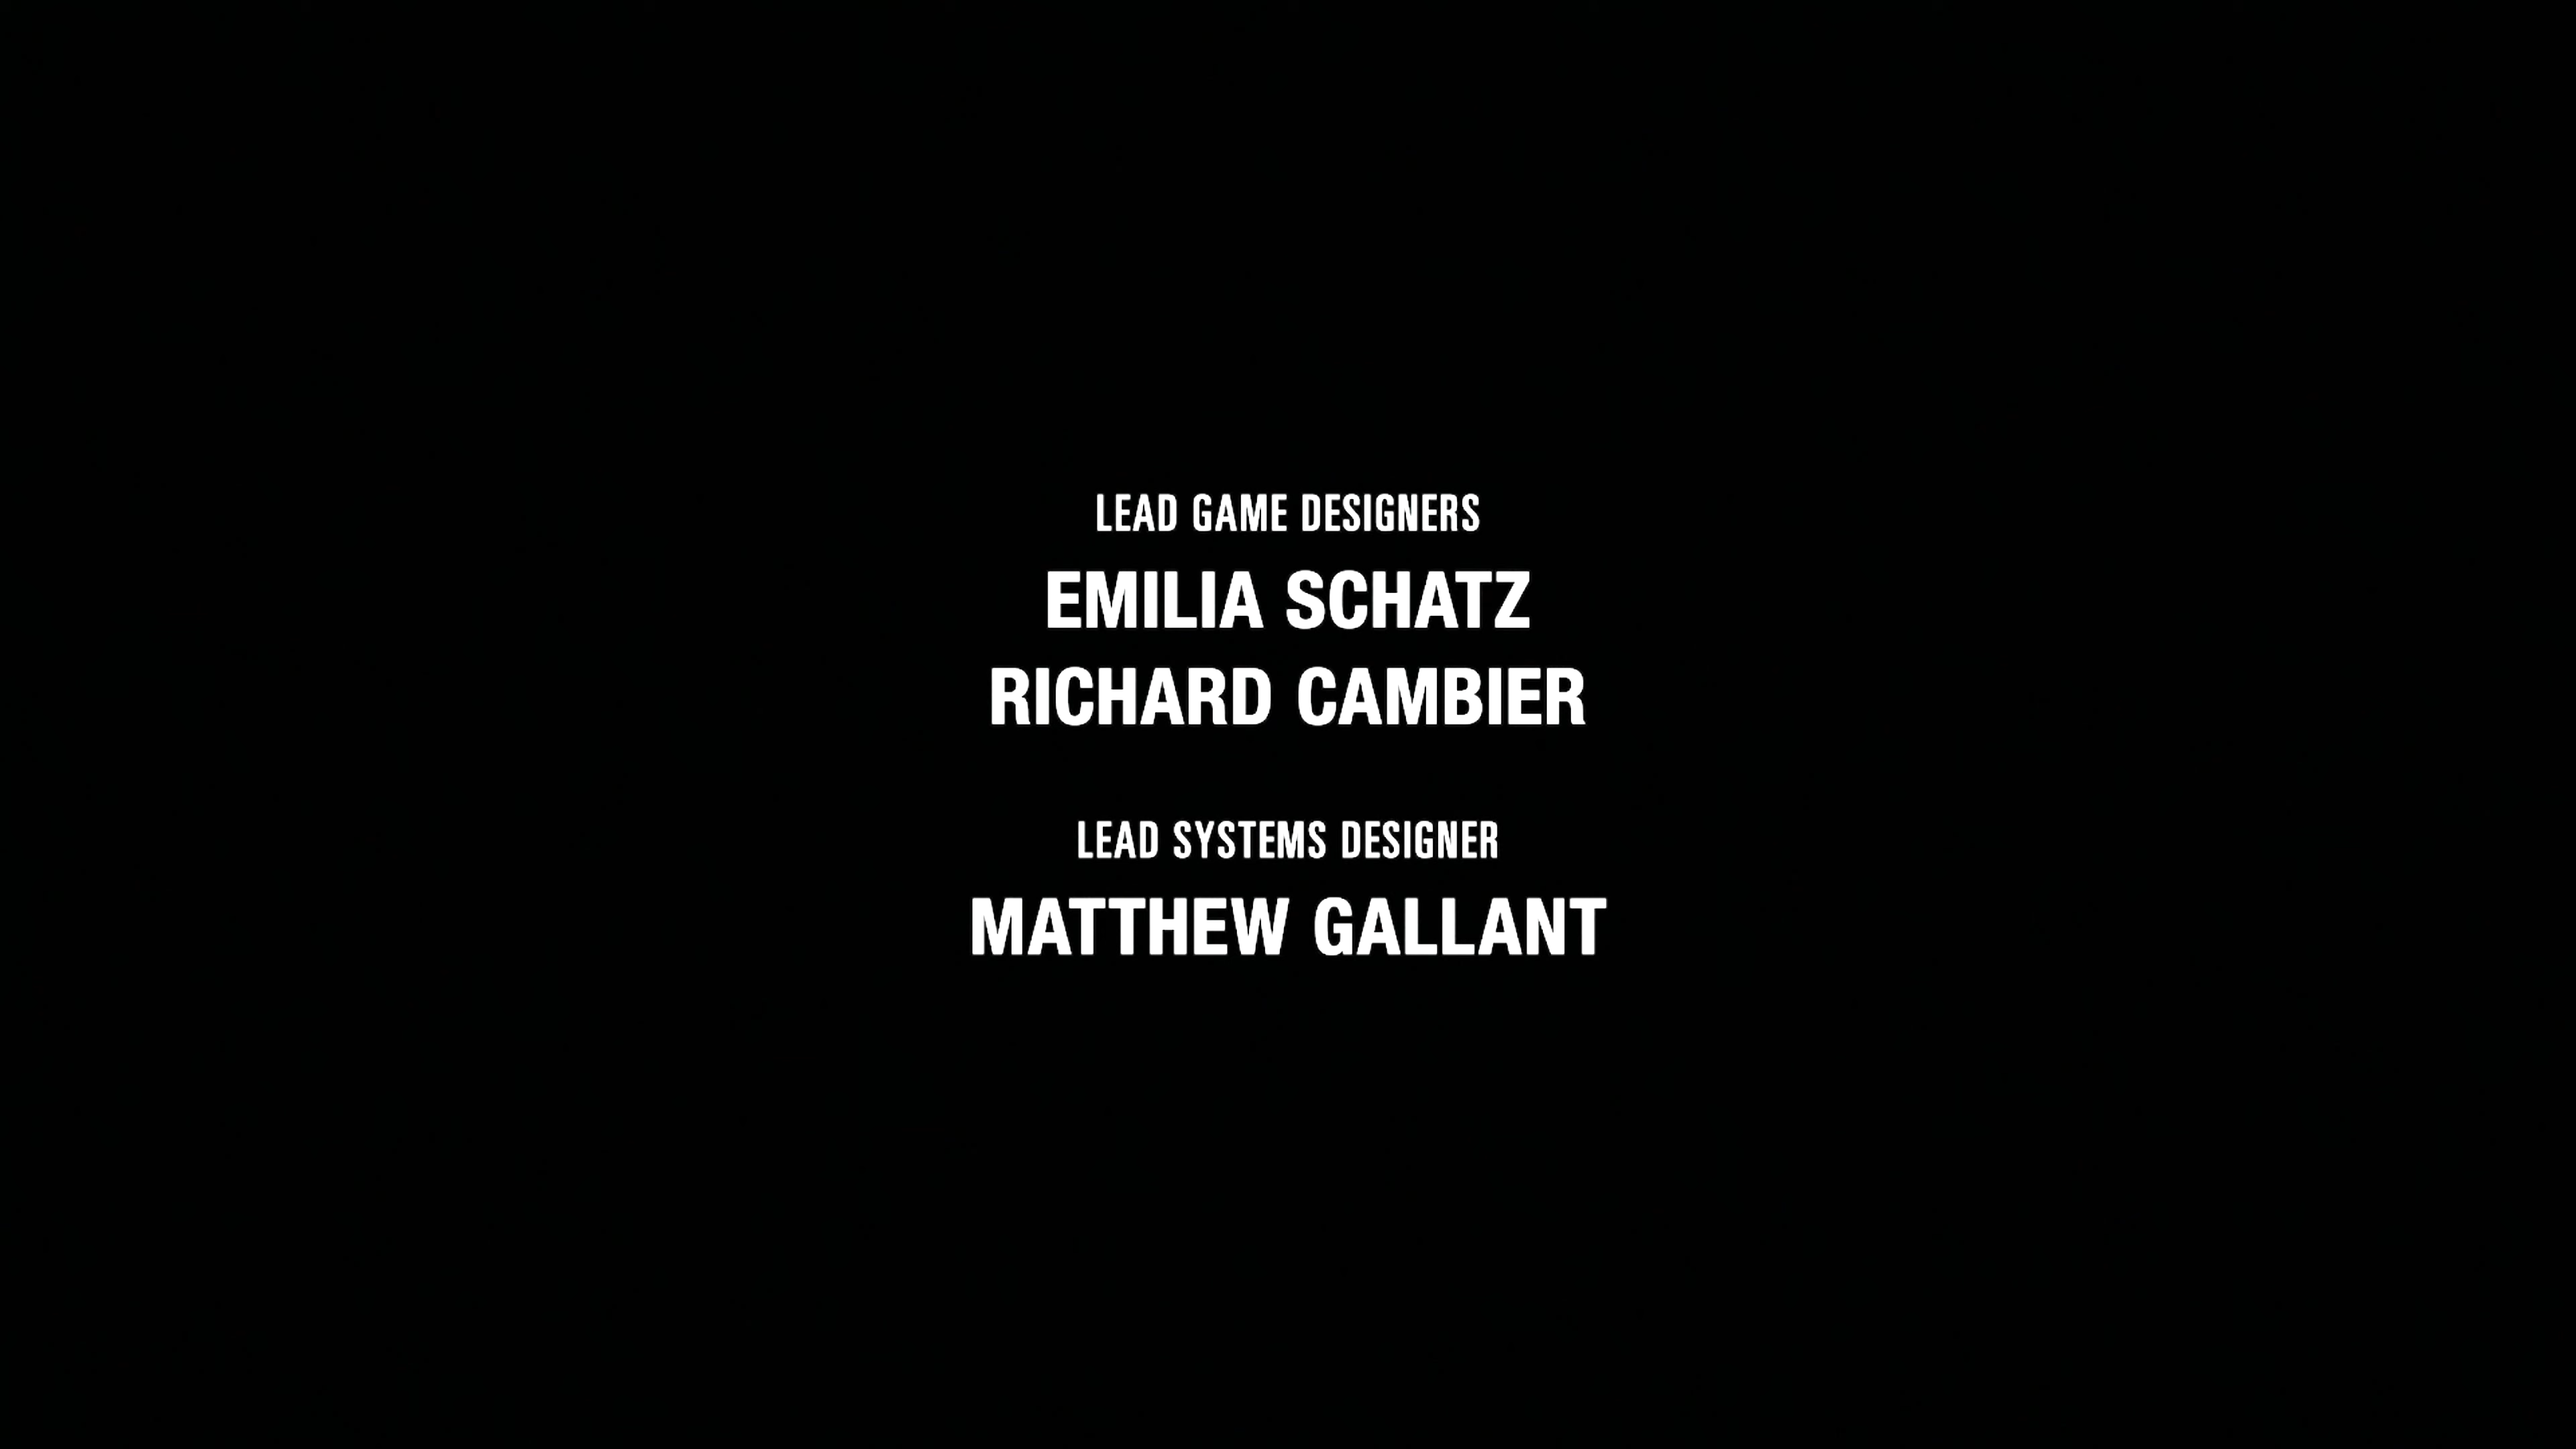 LEAD GAME DESIGNERS
EMILIA SCHATZ
RICHARD CAMBIER
LEAD SYSTEMS DESIGNER
MATTHEW GALLANT